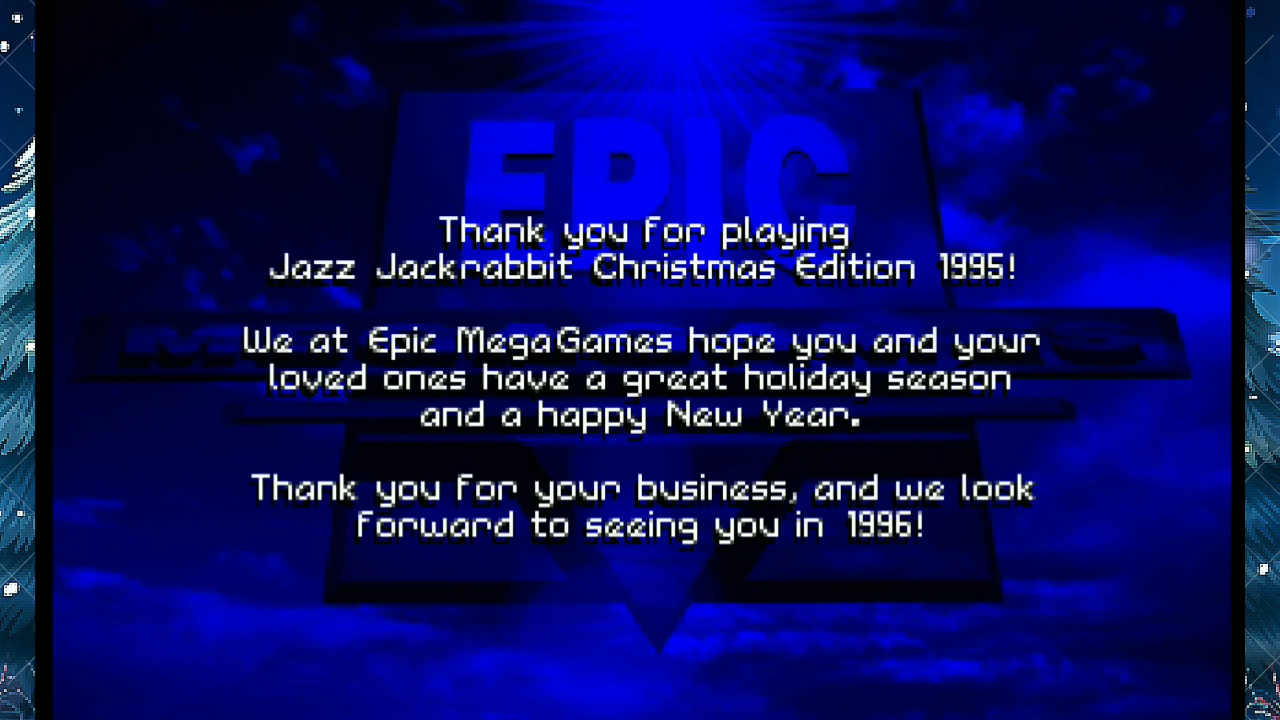 EPIC
MEGAGAMES
Thank you for playing
Jazz Jackrabbit Christmas Edition 1995!
We at Epic MegaGames hope you and your
loved ones have a great holiday season
and a happy New Year.
Thank you for your business, and we look
forward to seeing you in 1996!